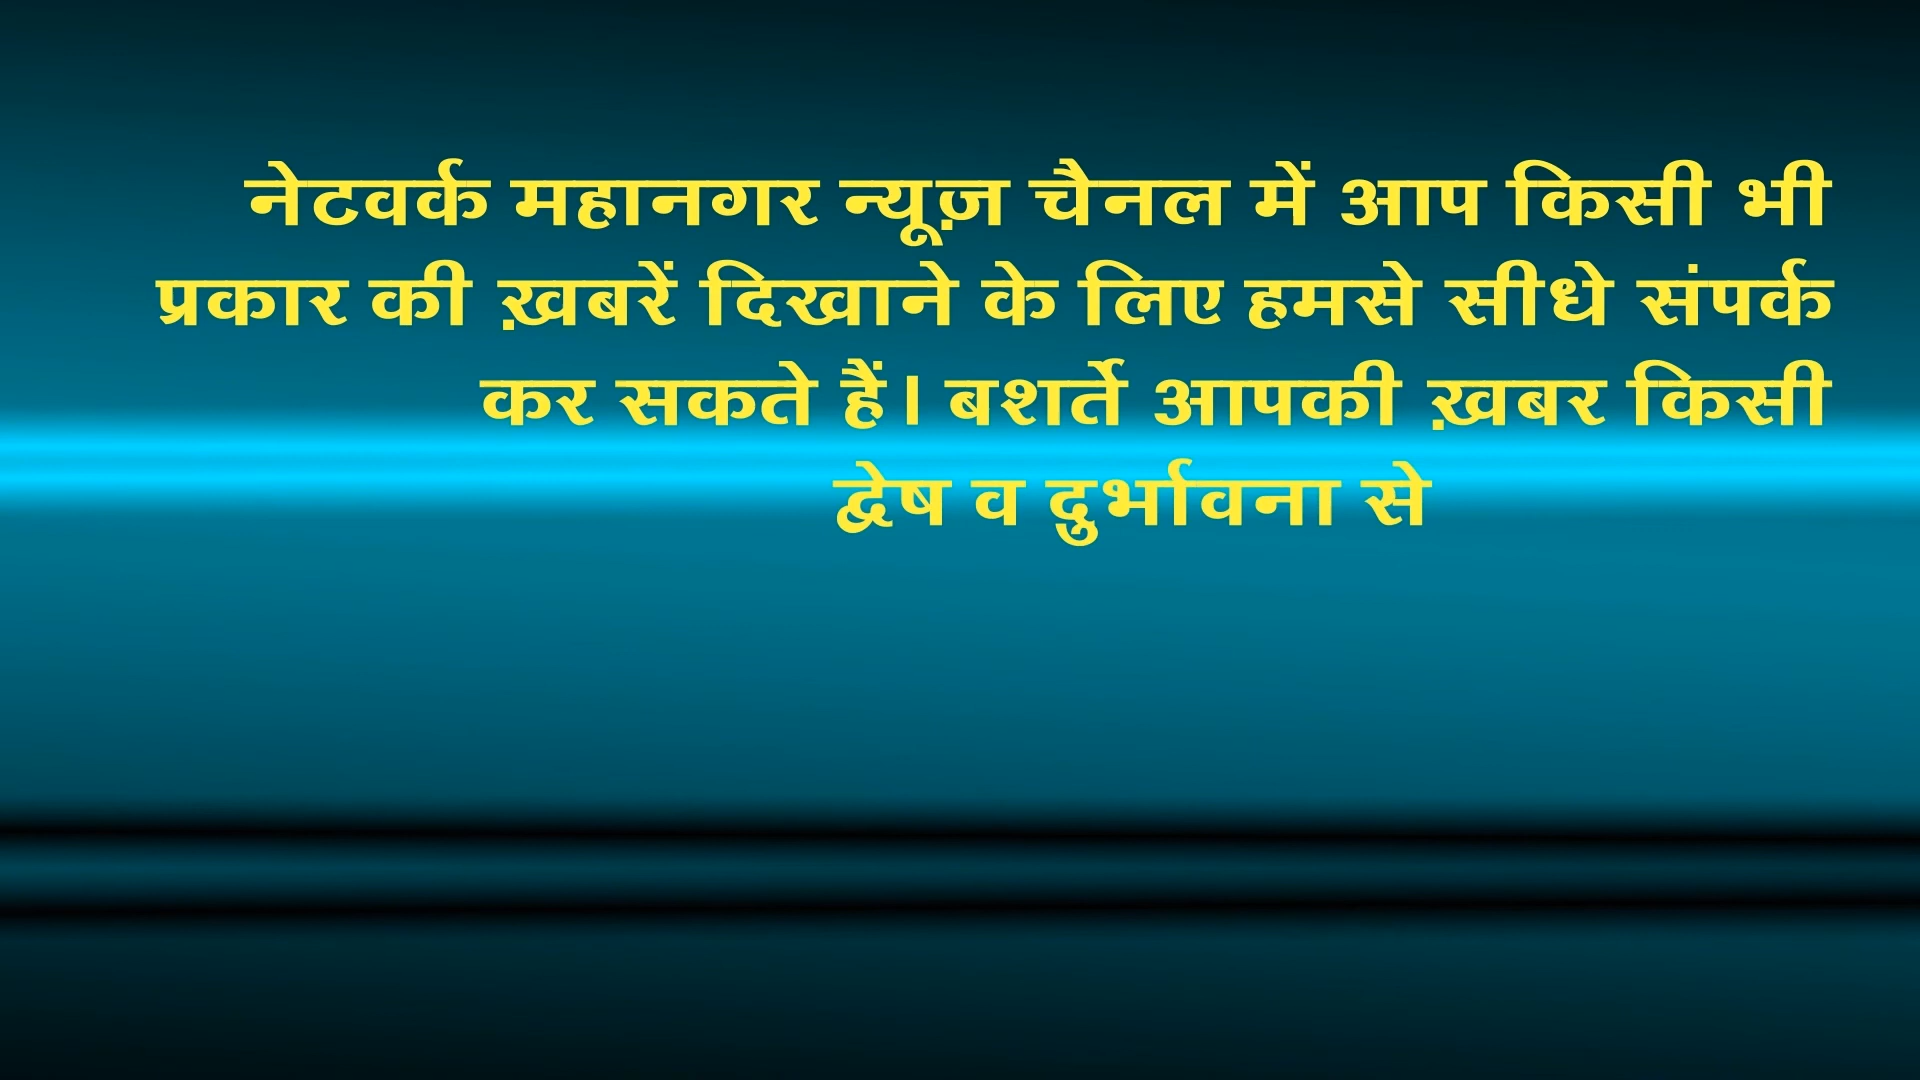 नेटवर्क महानगर न्यूज़ चैनल में आप किसी भी
प्रकार की ख़बरें दिखाने के लिए हमसे सीधे संपर्क
कर सकते हैं। बशर्ते आपकी ख़बर किसी
द्वेष व दुर्भावना से